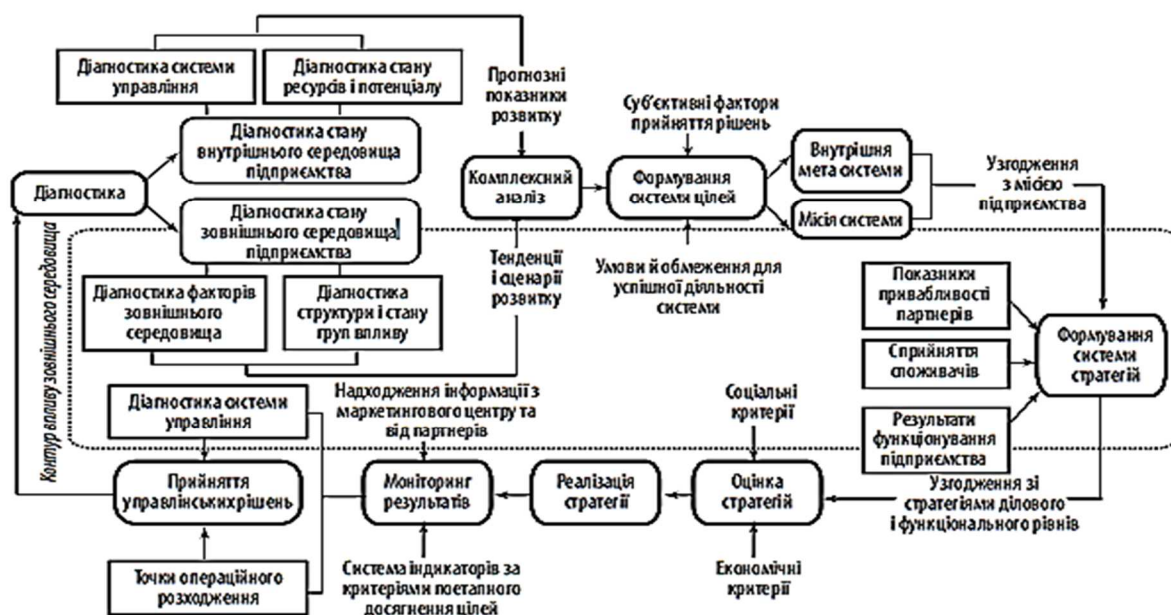 Діагностика системи
управління
Діагностика стану
ресурсів і потенціалу
Прогнозні
показники
розвитку
Діагностика стану
внутрішнього середовища
підприємства
Діагностика
Діагностика стану
зовнішнього середовища
підприємства
Діагностика факторів
зовнішнього
середовища
Діагностика
структури і стану
груп впливу
Контур впливу зовнішнього середовища
Комплексний
аналіз
Тенденції
і сценарії
розвитку
Суб'єктивні фактори
прийняття рішень
Формування
системи цілей
Умови й обмеження для
успішної діяльності
системи
Внутрішня
мета системи
Місія системи
Узгодження
з місією
підприємства
Показники
привабливості
партнерів
Сприйняття
споживачів
Результати
функціонування
підприємства
Формування
системи
стратегій
Узгодження зі
стратегіями ділового
і функціонального рівнів
Соціальні
критерії
Оцінка
стратегій
Економічні
критерії
Реалізація
стратегії
Надходження інформації з
маркетингового центру та
від партнерів
Моніторинг
результатів
Система індикаторів за
критеріями поетапного
досягнення цілей
Діагностика системи
управління
Прийняття
управлінських рішень
Точки операційного
розходження